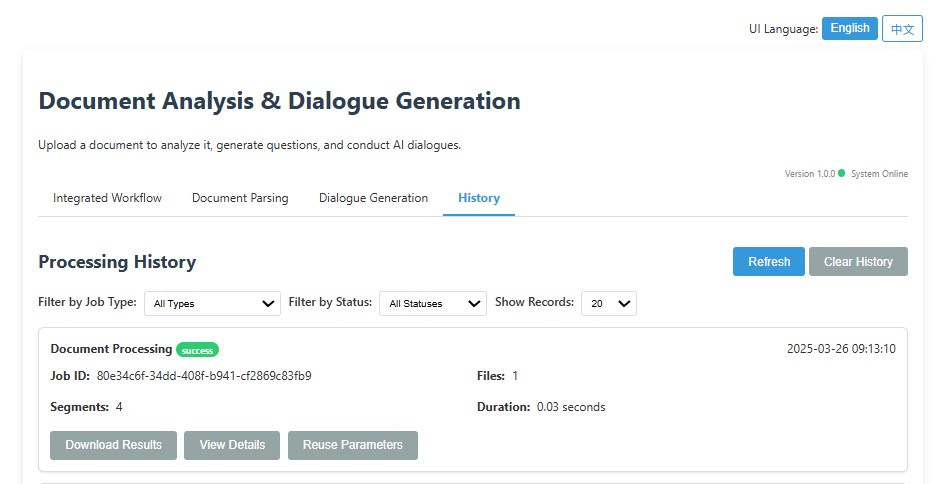 UI Language: English 中文
Document Analysis & Dialogue Generation
Upload a document to analyze it, generate questions, and conduct AI dialogues.
Version 1.0.0 System Online
Integrated Workflow Document Parsing Dialogue Generation History
Processing History Refresh Clear History
Filter by Job Type: All Types Filter by Status: All Statuses Show Records: 20
Document Processing success 2025-03-26 09:13:10
Job ID: 80e34c6f-34dd-408f-b941-cf2869c83fb9 Files: 1
Segments: 4 Duration: 0.03 seconds
Download Results View Details Reuse Parameters